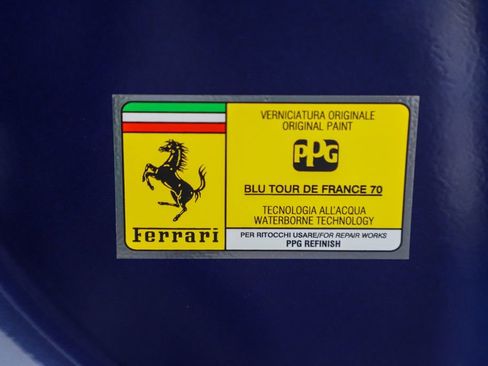 VERNICIATURA ORIGINALE
ORIGINAL PAINT
PPG
BLU TOUR DE FRANCE 70
TECNOLOGIA ALL'ACQUA
WATERBORNE TECHNOLOGY
Ferrari
PER RITOCCHI USARE/FOR REPAIR WORKS
PPG REFINISH